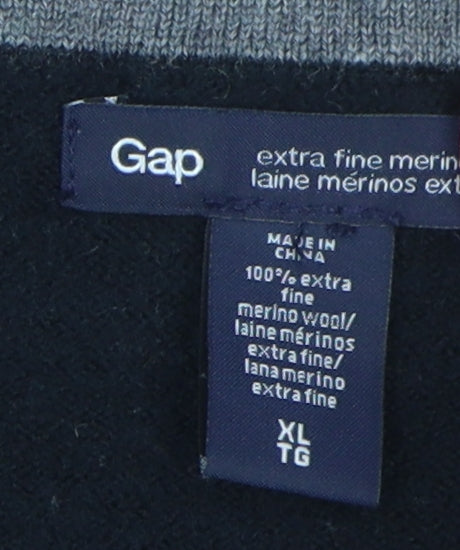 Gap
extra fine merin
laine mérinos ext
MADE IN
CHINA
100% extra
fine
merino wool/
laine mérinos
extra fine/
lana merino
extra fine
XL
TG